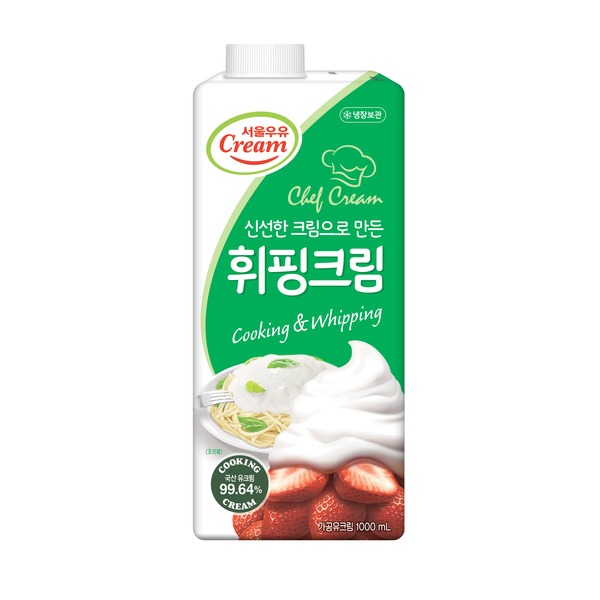 서울우유
Cream
냉장보관
Chef Cream
신선한 크림으로 만든
휘핑크림
Cooking & Whipping
(조리예)
COOKING
국산 유크림
99.64%
CREAM
가공유크림 1000 mL